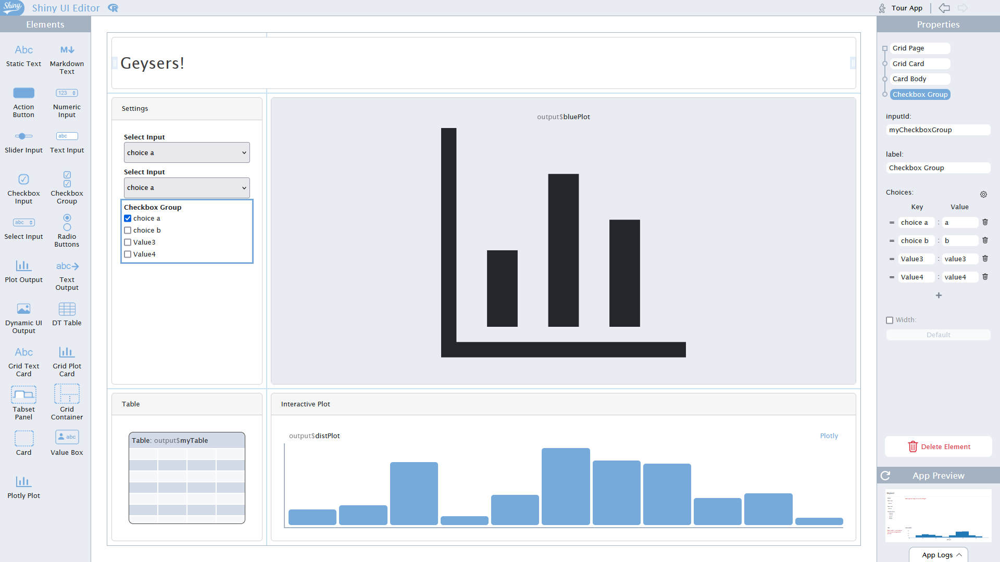 Shiny
Shiny UI Editor
Tour App
Elements
Abc
Static Text
Markdown
Text
Action
Button
123
Numeric
Input
Slider Input
abc
Text Input
Checkbox
Input
Checkbox
Group
abc
Select Input
Radio
Buttons
Plot Output
abc
Text
Output
Dynamic UI
Output
DT Table
Abc
Grid Text
Card
Grid Plot
Card
Tabset
Panel
Grid
Container
Card
abc
Value Box
Plotly Plot
Geysers!
Settings
Select Input
choice a
Select Input
choice a
Checkbox Group
choice a
choice b
Value3
Value4
output$bluePlot
Table
Table: output$myTable
Interactive Plot
output$distPlot
Plotly
Properties
Grid Page
Grid Card
Card Body
Checkbox Group
inputId:
myCheckboxGroup
label:
Checkbox Group
Choices:
Key Value
= choice a : a
= choice b : b
= Value3 : value3
= Value4 : value4
+
Width:
Default
Delete Element
App Preview
Geysers!
App Logs